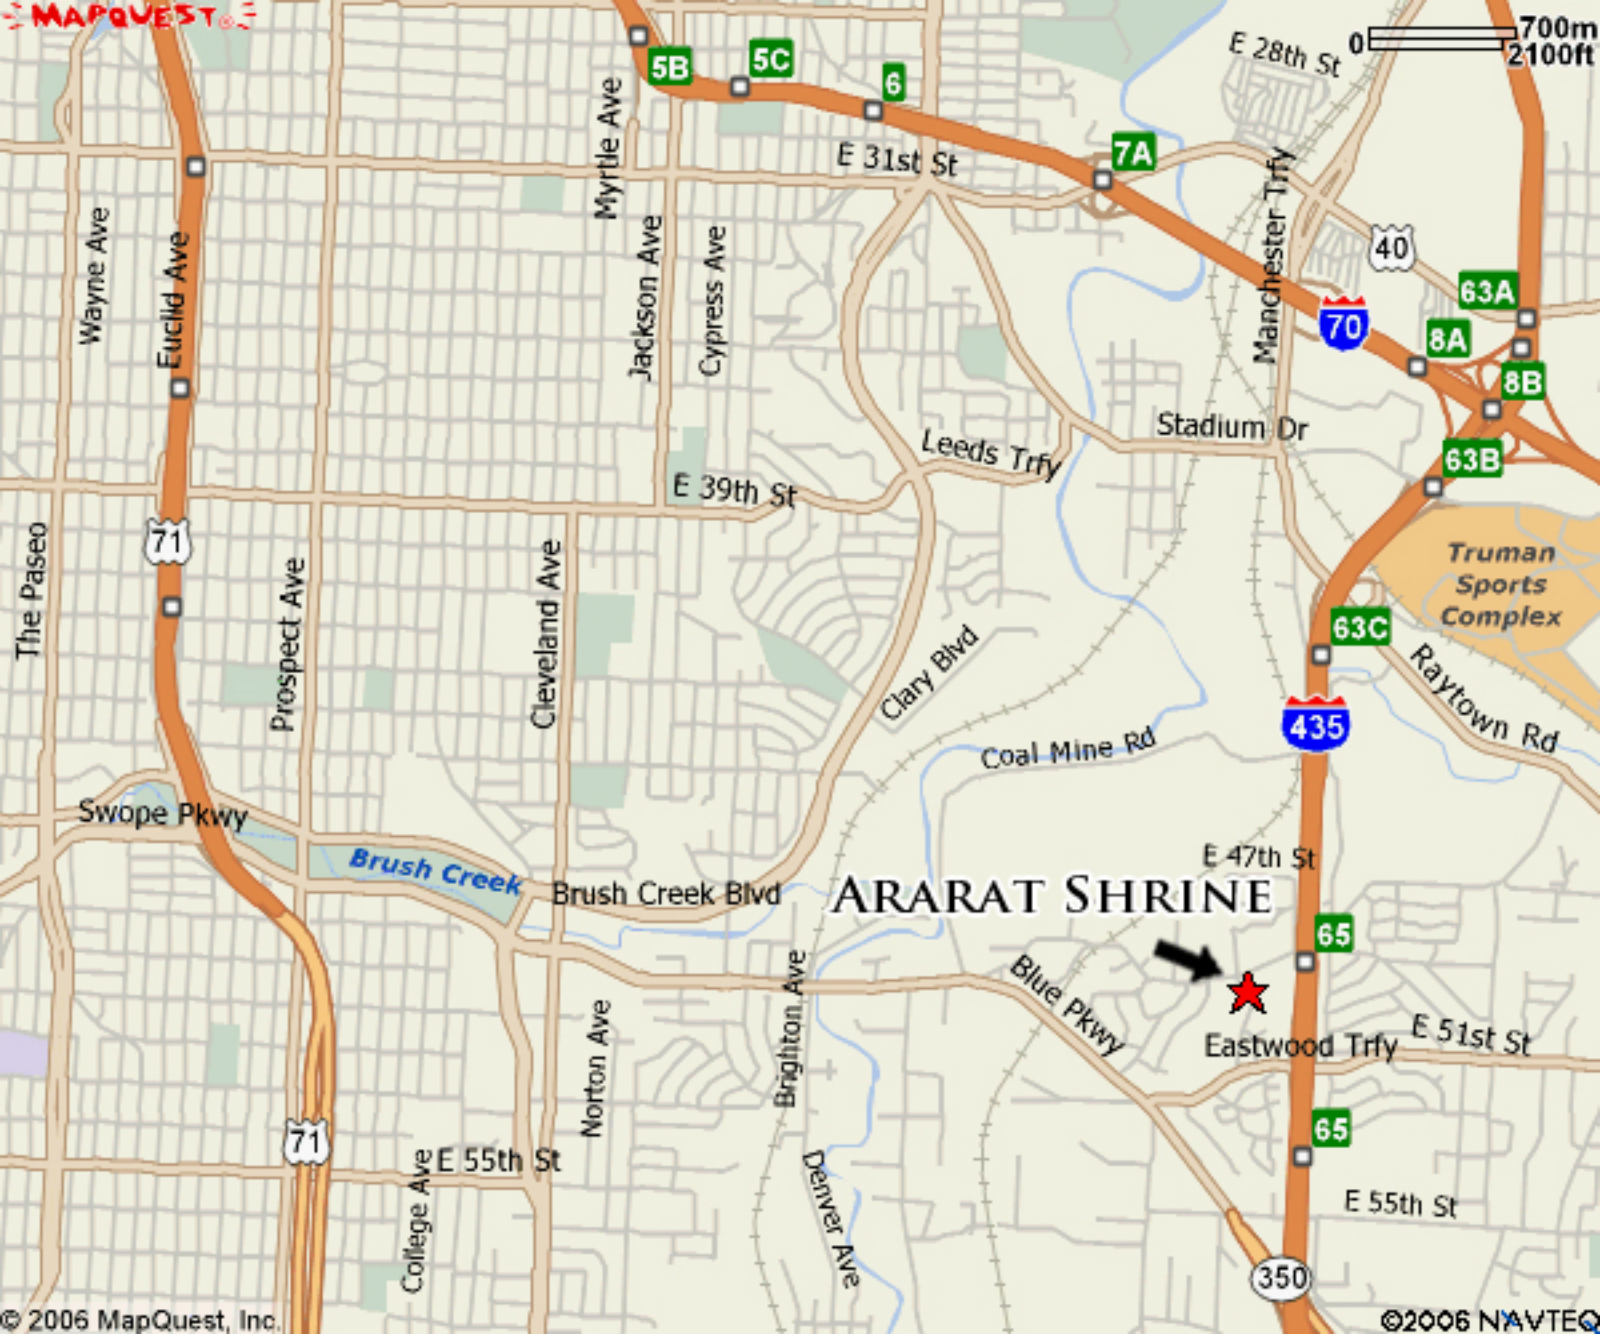 MAPQUEST®
0
700m
2100ft
5B
5C
6
E 28th St
Myrtle Ave
E 31st St
7A
Manchester Trfy
40
Wayne Ave
Euclid Ave
Jackson Ave
Cypress Ave
63A
70
8A
8B
Stadium Dr
Leeds Trfy
63B
E 39th St
71
The Paseo
Prospect Ave
Cleveland Ave
Truman
Sports
Complex
63C
Clary Blvd
Raytown Rd
435
Coal Mine Rd
Swope Pkwy
Brush Creek
Brush Creek Blvd
E 47th St
ARARAT SHRINE
65
Blue Pkwy
Brighton Ave
Norton Ave
Eastwood Trfy
E 51st St
71
65
E 55th St
College Ave
Denver Ave
E 55th St
350
© 2006 MapQuest, Inc.
©2006 NAVTEQ